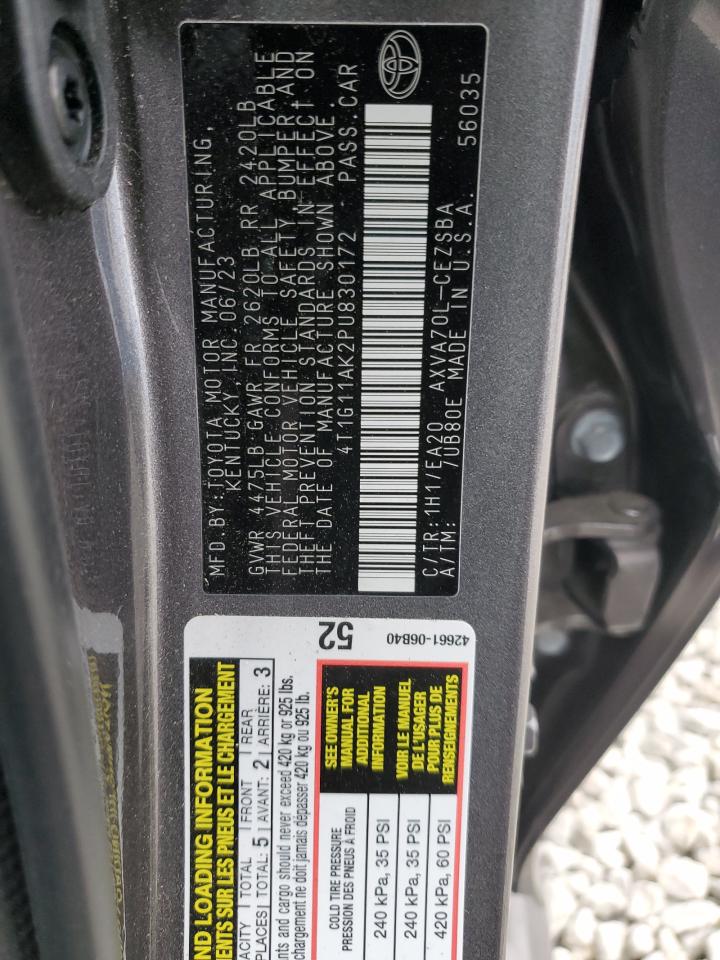 MFD.BY:TOYOTA MOTOR MANUFACTURING,
KENTUCKY,INC. 06/23
GVWR 4475LB GAWR FR 2620LB RR 2420LB
THIS VEHICLE CONFORMS TO ALL APPLICABLE
FEDERAL MOTOR VEHICLE SAFETY, BUMPER, AND
THEFT PREVENTION STANDARDS IN EFFECT ON
THE DATE OF MANUFACTURE SHOWN ABOVE.
4T1G11AK2PU830172 PASS.CAR
C/TR: 1H1/EA20 AXVA70L-CEZSBA
A/TM: /UB80E MADE IN U.S.A. 56035
ND LOADING INFORMATION
MENTS SUR LES PNEUS ET LE CHARGEMENT
ACITY TOTAL FRONT REAR
PLACES TOTAL: 5 AVANT: 2 ARRIÈRE: 3
nts and cargo should never exceed 420 kg or 925 lbs.
chargement ne doit jamais dépasser 420 kg ou 925 lb.
52
42661-06B40
COLD TIRE PRESSURE
PRESSION DES PNEUS À FROID
240 kPa, 35 PSI
240 kPa, 35 PSI
420 kPa, 60 PSI
SEE OWNER'S
MANUAL FOR
ADDITIONAL
INFORMATION
VOIR LE MANUEL
DE L'USAGER
POUR PLUS DE
RENSEIGNEMENTS